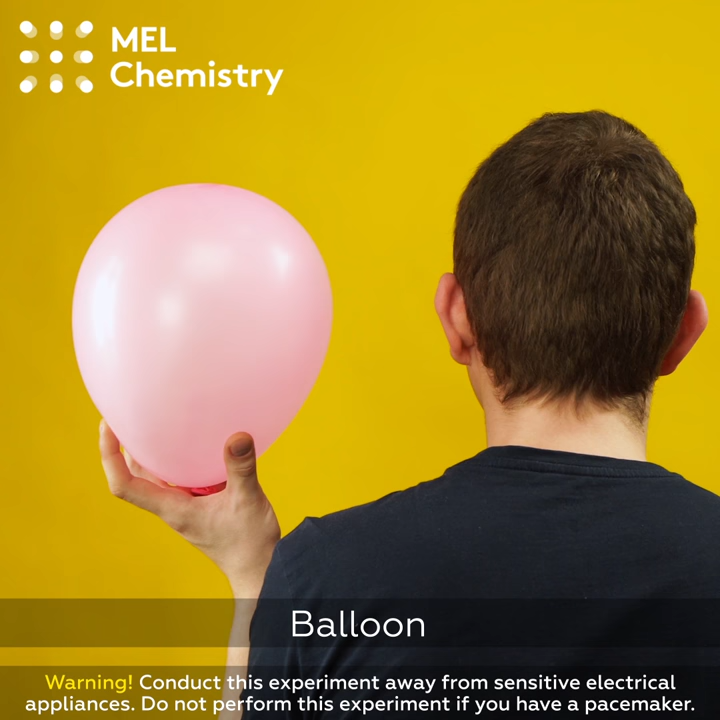 MEL
Chemistry
Balloon
Warning! Conduct this experiment away from sensitive electrical
appliances. Do not perform this experiment if you have a pacemaker.